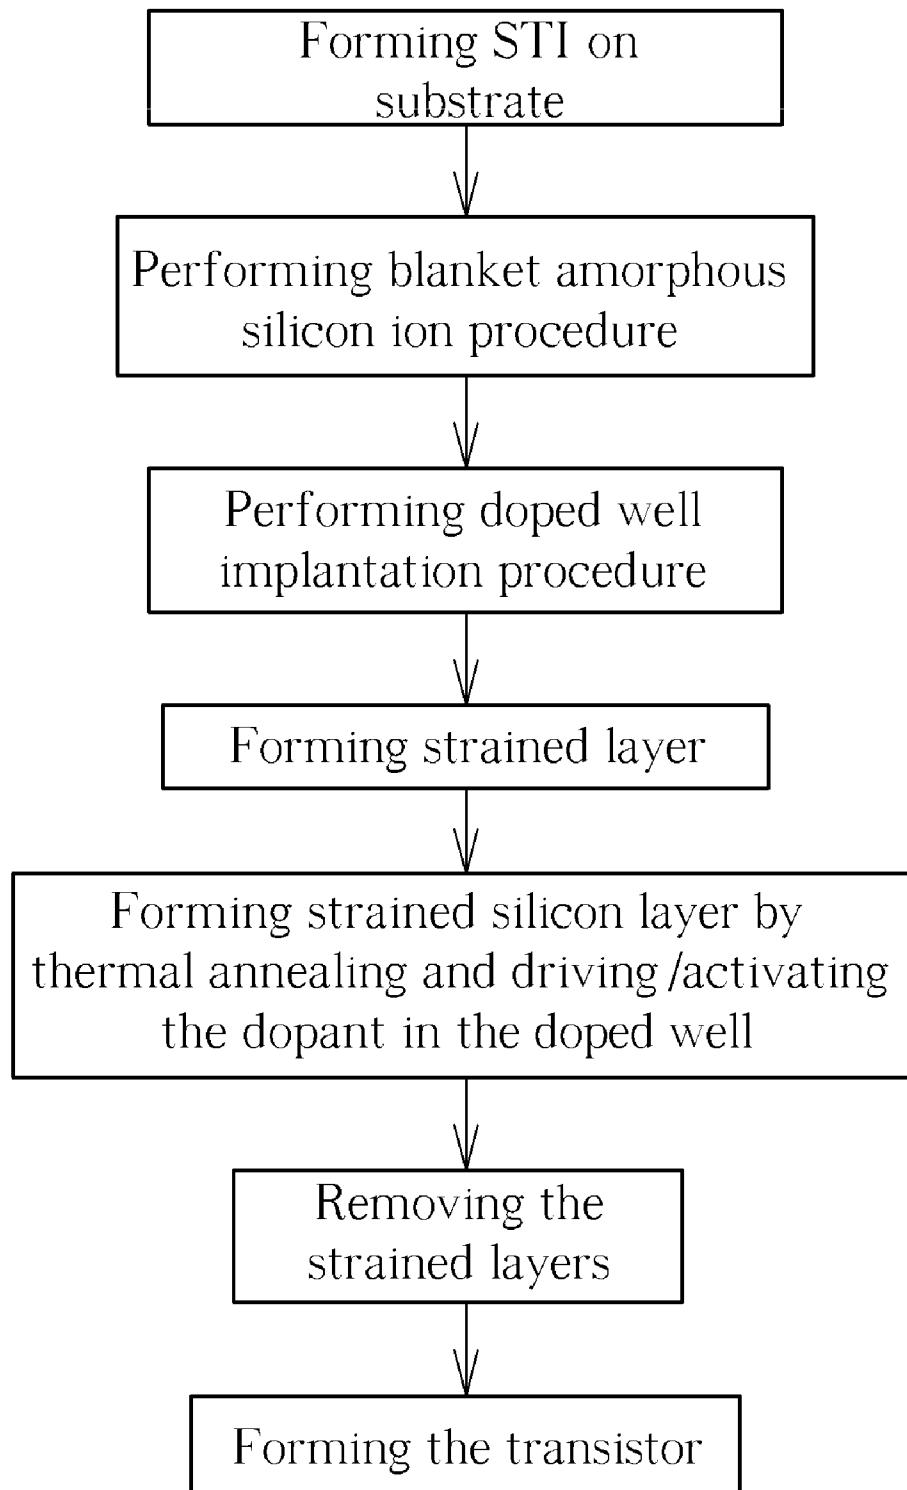 Forming STI on
substrate
Performing blanket amorphous
silicon ion procedure
Performing doped well
implantation procedure
Forming strained layer
Forming strained silicon layer by
thermal annealing and driving/activating
the dopant in the doped well
Removing the
strained layers
Forming the transistor